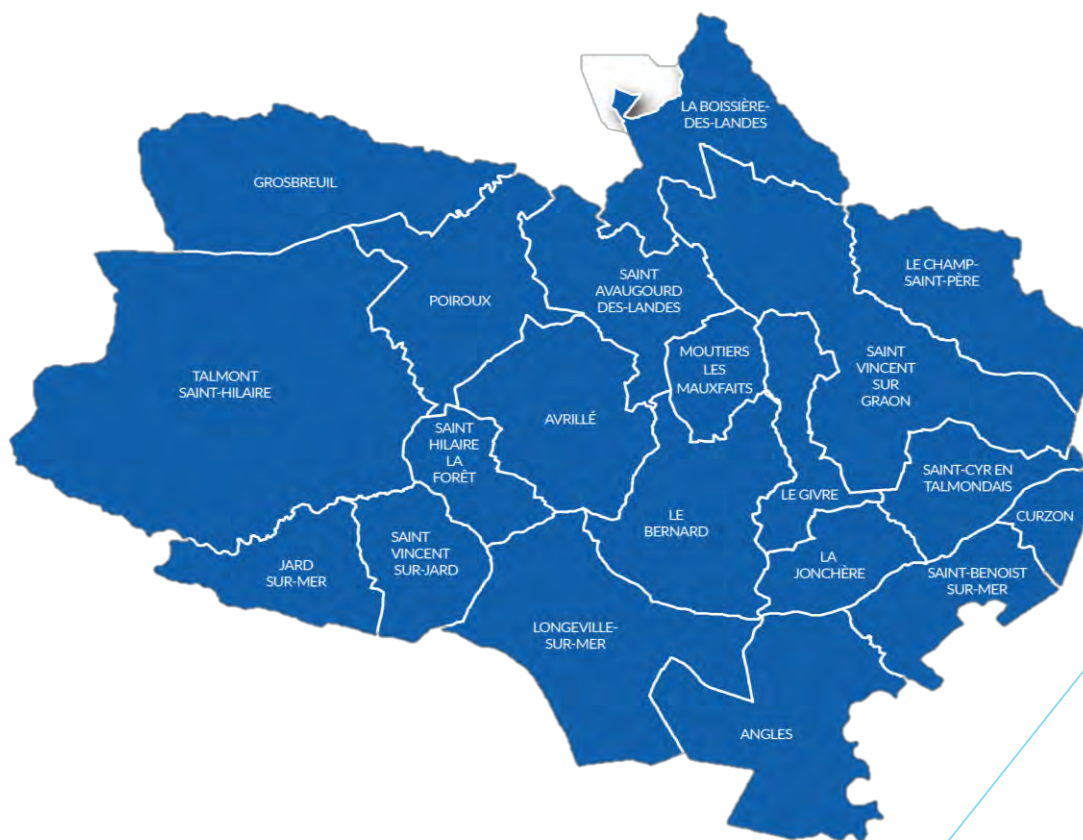 LA BOISSIÈRE-
DES-LANDES
GROSBREUIL
LE CHAMP-
SAINT-PÈRE
SAINT
AVAUGOURD
DES-LANDES
POIROUX
MOUTIERS
LES
MAUXFAITS
SAINT
VINCENT
SUR
GRAON
TALMONT
SAINT-HILAIRE
AVRILLÉ
SAINT
HILAIRE
LA
FORÊT
SAINT-CYR EN
TALMONDAIS
LE GIVRE
CURZON
LE
BERNARD
SAINT
VINCENT
SUR-JARD
JARD
SUR-MER
LA
JONCHÈRE
SAINT-BENOIST
SUR-MER
LONGEVILLE-
SUR-MER
ANGLES